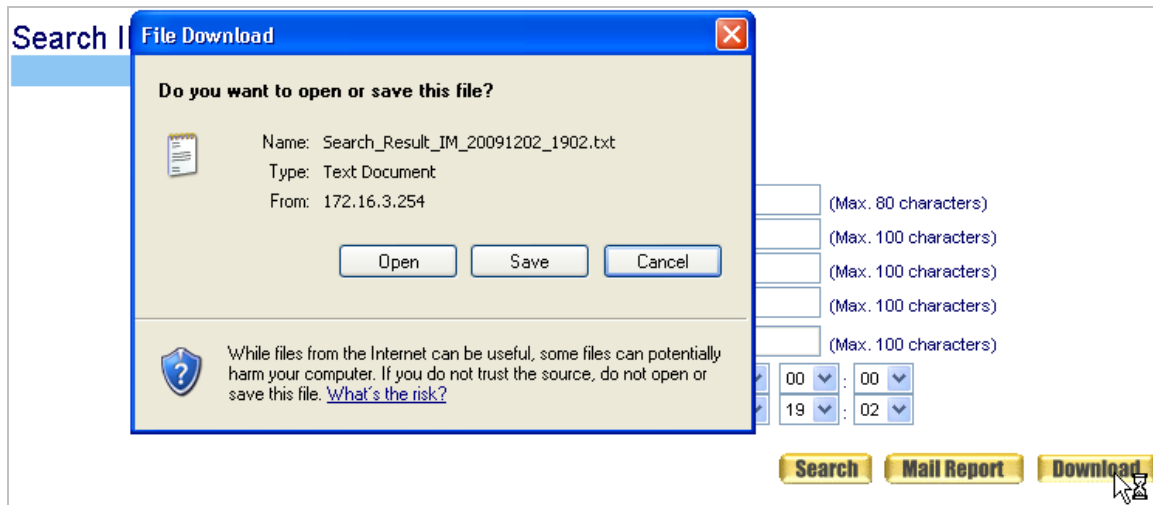 Search I
File Download
Do you want to open or save this file?
Name: Search_Result_IM_20091202_1902.txt
Type: Text Document
From: 172.16.3.254
Open Save Cancel
While files from the Internet can be useful, some files can potentially
harm your computer. If you do not trust the source, do not open or
save this file. What's the risk?
(Max. 80 characters)
(Max. 100 characters)
(Max. 100 characters)
(Max. 100 characters)
(Max. 100 characters)
00 : 00
19 : 02
Search Mail Report Download